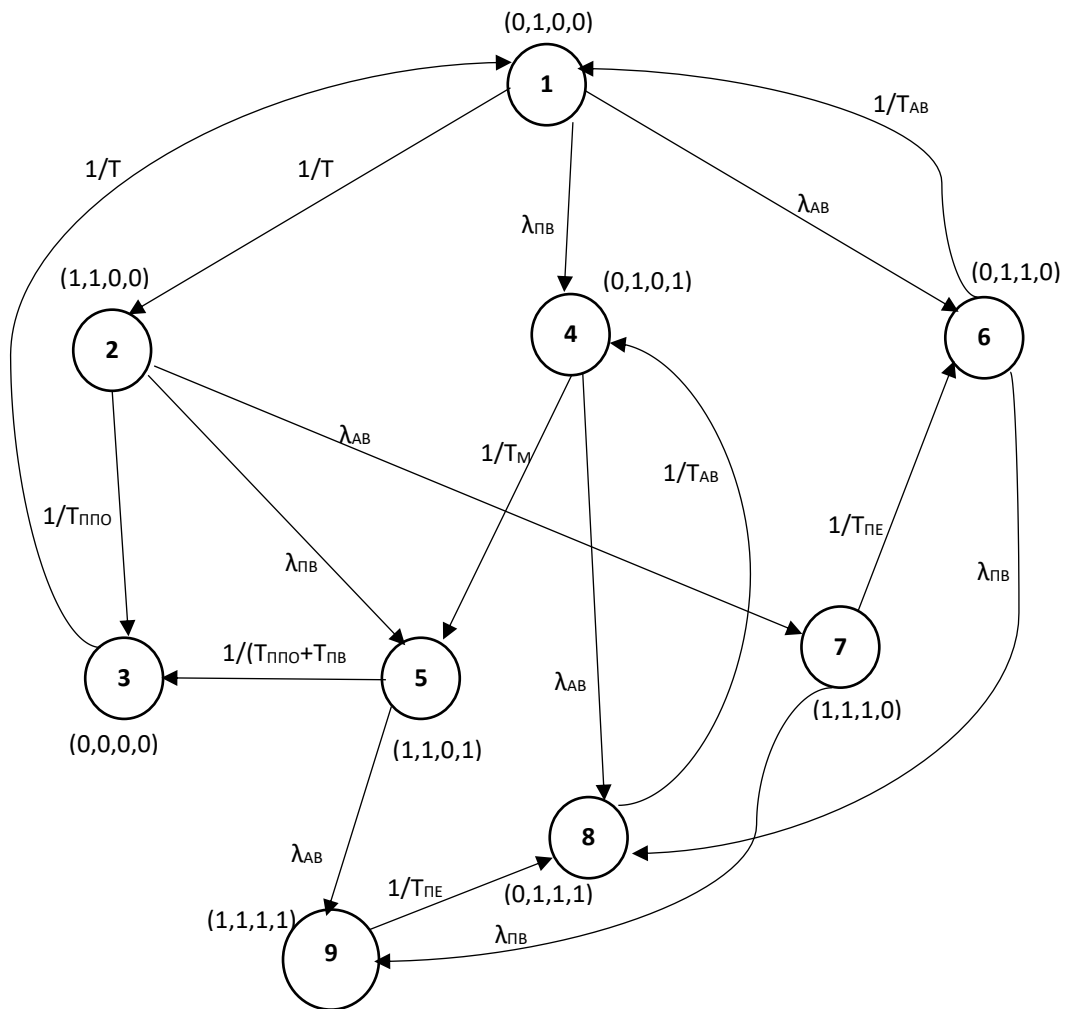 (0,1,0,0)
1
1/TАВ
1/T
1/T
λАВ
λПВ
(1,1,0,0)
(0,1,0,1)
(0,1,1,0)
2
4
6
λАВ
1/TМ
1/TАВ
1/TППО
1/TПЕ
λПВ
λПВ
1/(TППО+TПВ
7
3
5
λАВ
(1,1,1,0)
(0,0,0,0)
(1,1,0,1)
8
λАВ
1/TПЕ
(0,1,1,1)
(1,1,1,1)
λПВ
9